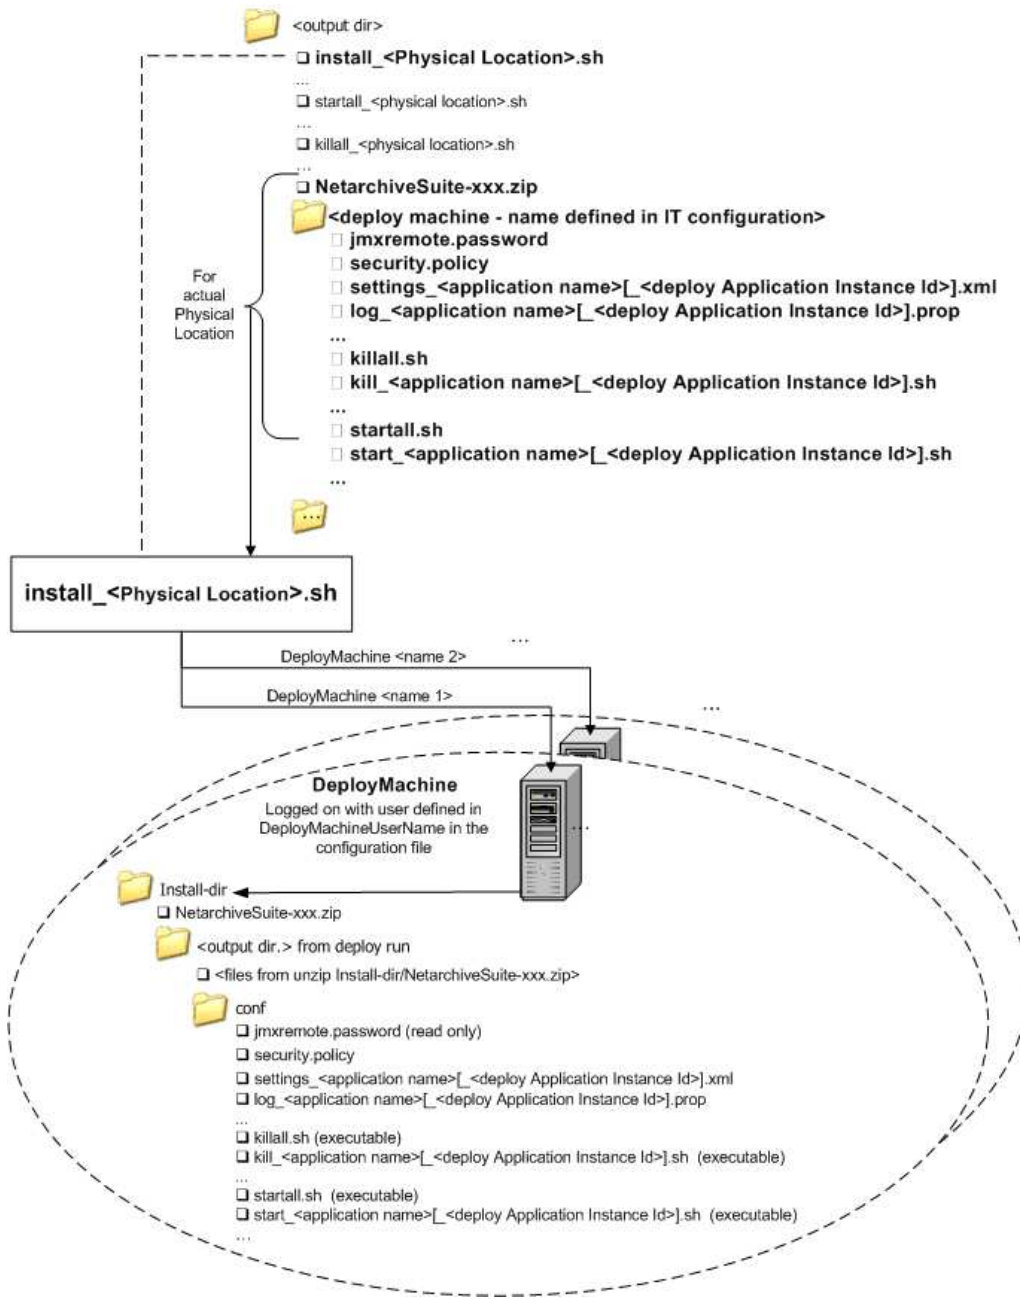 <output dir>
install_<Physical Location>.sh
...
startall_<physical location>.sh
...
killall_<physical location>.sh
...
NetarchiveSuite-xxx.zip
<deploy machine - name defined in IT configuration>
jmxremote.password
security.policy
settings_<application name>[_<deploy Application Instance Id>].xml
log_<application name>[_<deploy Application Instance Id>].prop
...
killall.sh
kill_<application name>[_<deploy Application Instance Id>].sh
...
startall.sh
start_<application name>[_<deploy Application Instance Id>].sh
...
...
For
actual
Physical
Location
install_<Physical Location>.sh
...
DeployMachine <name 2>
DeployMachine <name 1>
...
DeployMachine
Logged on with user defined in
DeployMachineUserName in the
configuration file
...
Install-dir
NetarchiveSuite-xxx.zip
<output dir.> from deploy run
<files from unzip Install-dir/NetarchiveSuite-xxx.zip>
conf
jmxremote.password (read only)
security.policy
settings_<application name>[_<deploy Application Instance Id>].xml
log_<application name>[_<deploy Application Instance Id>].prop
...
killall.sh (executable)
kill_<application name>[_<deploy Application Instance Id>].sh (executable)
...
startall.sh (executable)
start_<application name>[_<deploy Application Instance Id>].sh (executable)
...